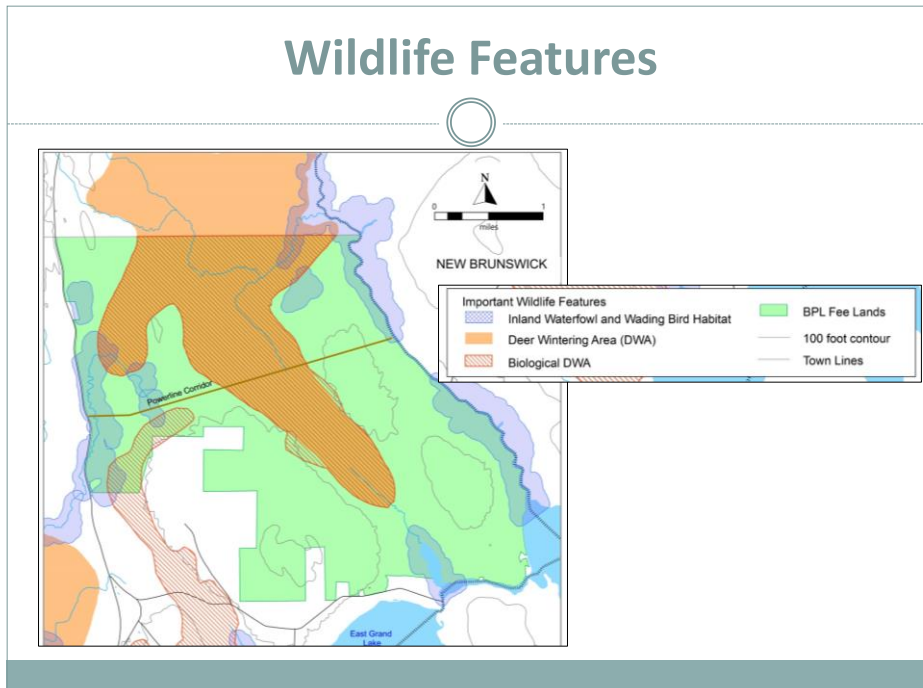 Wildlife Features
N
0 1
miles
NEW BRUNSWICK
Important Wildlife Features
Inland Waterfowl and Wading Bird Habitat
Deer Wintering Area (DWA)
Biological DWA
BPL Fee Lands
100 foot contour
Town Lines
Powerline Corridor
East Grand
Lake